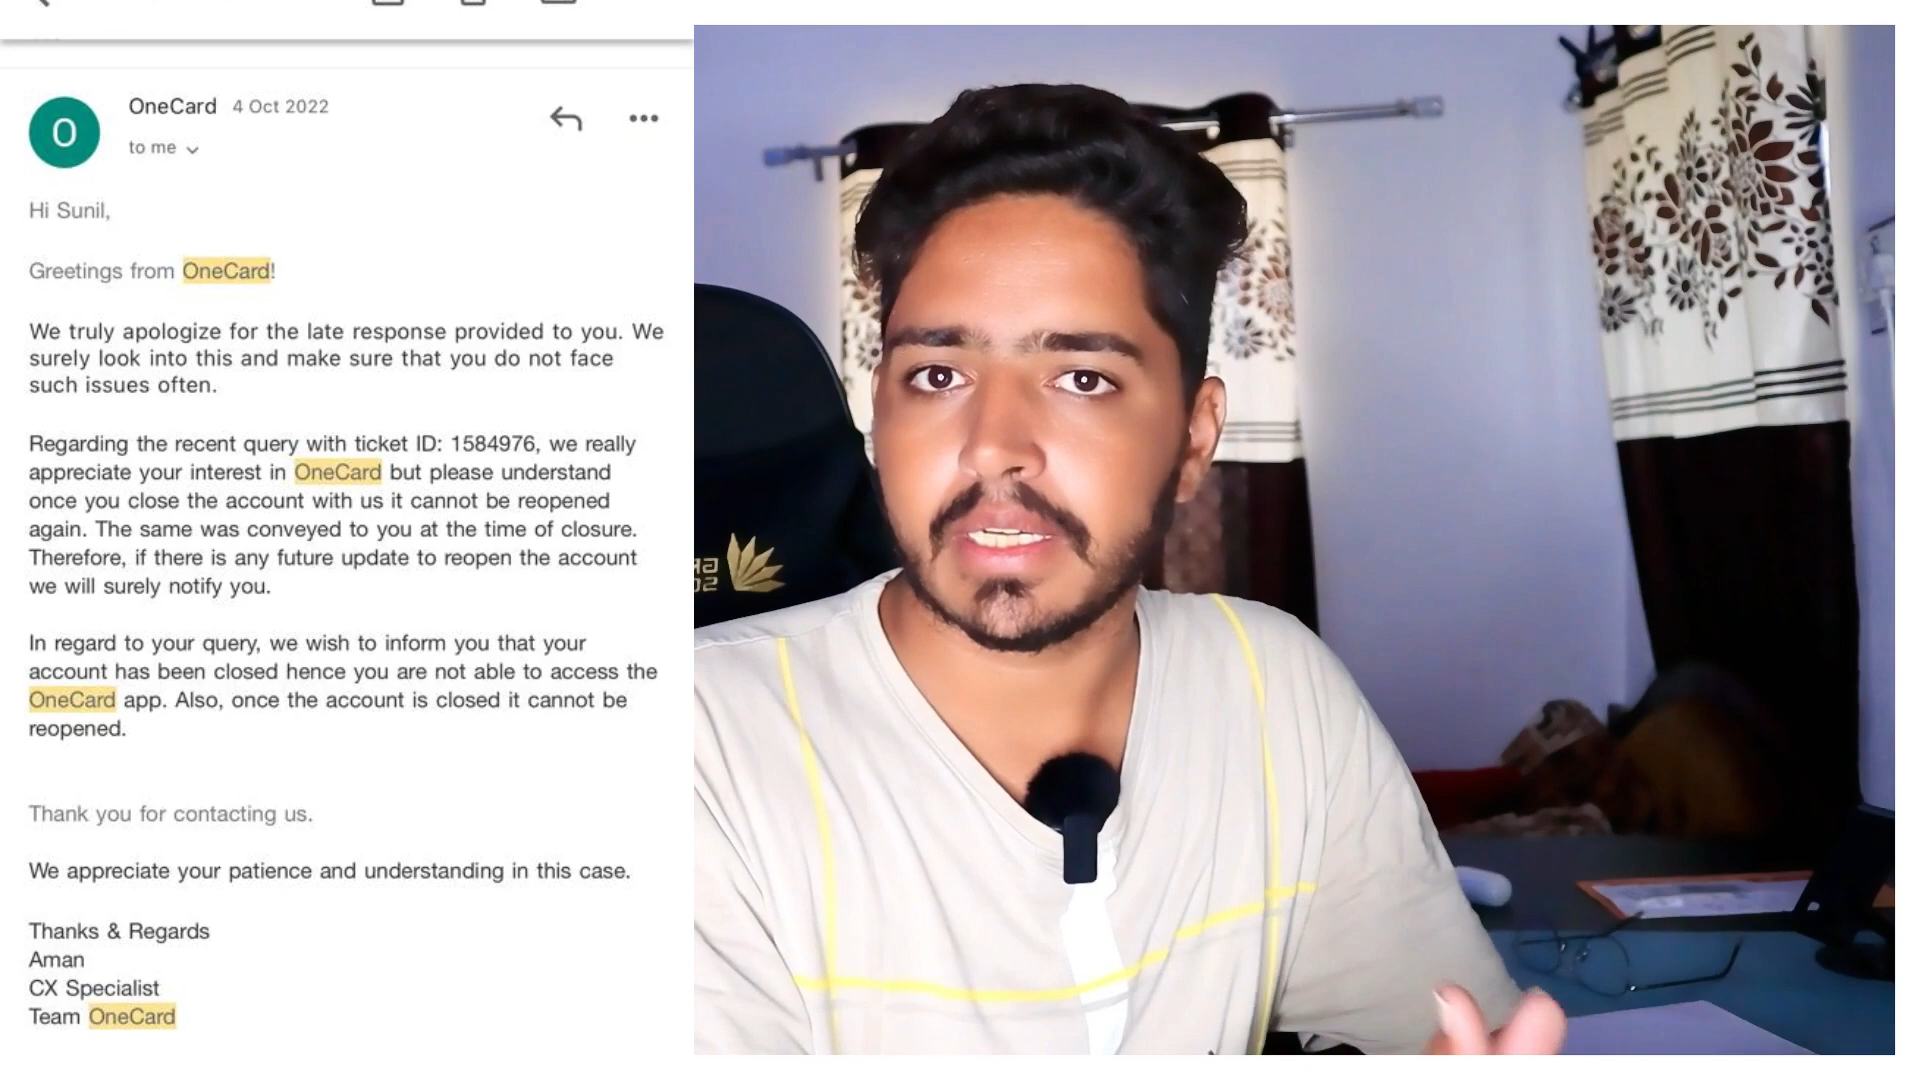 OneCard 4 Oct 2022
to me
O
Hi Sunil,
Greetings from OneCard!
We truly apologize for the late response provided to you. We
surely look into this and make sure that you do not face
such issues often.
Regarding the recent query with ticket ID: 1584976, we really
appreciate your interest in OneCard but please understand
once you close the account with us it cannot be reopened
again. The same was conveyed to you at the time of closure.
Therefore, if there is any future update to reopen the account
we will surely notify you.
In regard to your query, we wish to inform you that your
account has been closed hence you are not able to access the
OneCard app. Also, once the account is closed it cannot be
reopened.
Thank you for contacting us.
We appreciate your patience and understanding in this case.
Thanks & Regards
Aman
CX Specialist
Team OneCard